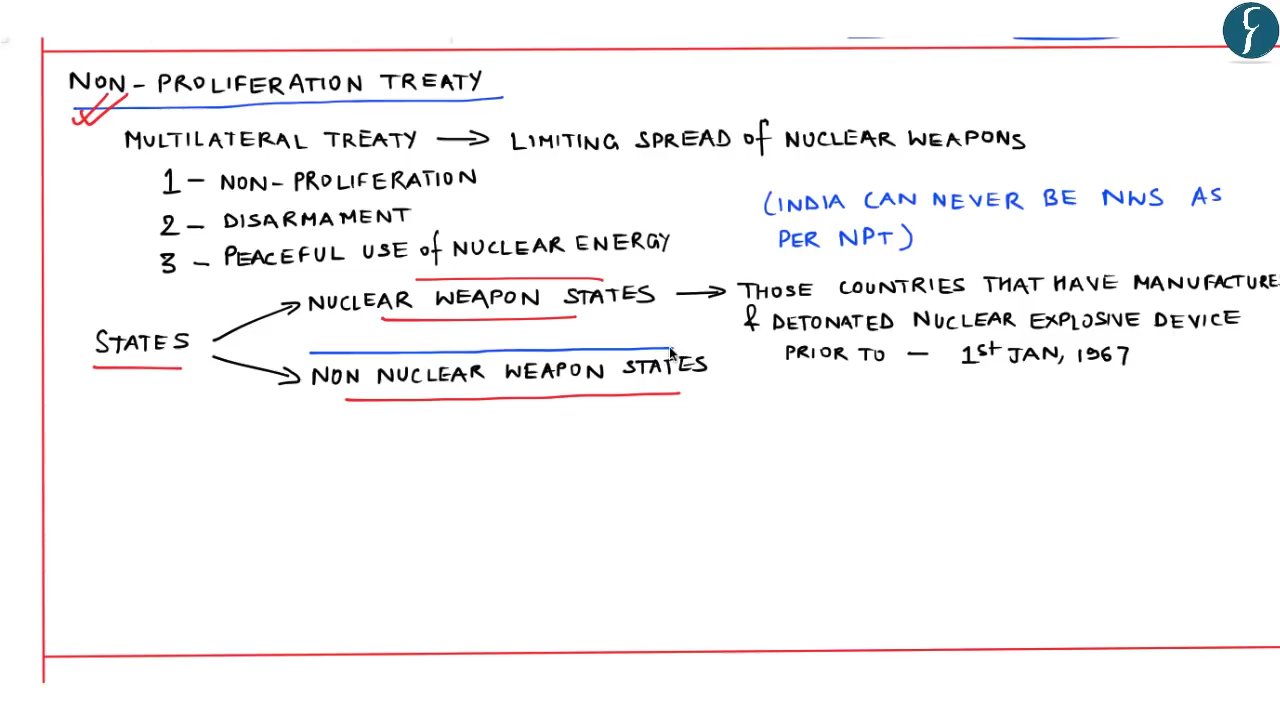 NON-PROLIFERATION TREATY
MULTILATERAL TREATY → LIMITING SPREAD of NUCLEAR WEAPONS
1 - NON-PROLIFERATION
2 - DISARMAMENT
3 - PEACEFUL USE of NUCLEAR ENERGY
(INDIA CAN NEVER BE NWS AS
PER NPT)
STATES
NUCLEAR WEAPON STATES → THOSE COUNTRIES THAT HAVE MANUFACTURE
& DETONATED NUCLEAR EXPLOSIVE DEVICE
PRIOR TO - 1st JAN, 1967
NON NUCLEAR WEAPON STATES